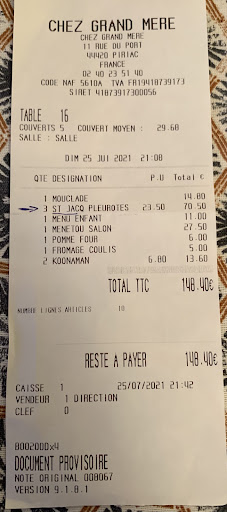 CHEZ GRAND MERE
CHEZ GRAND MERE
11 RUE DU PORT
44420 PIRIAC
FRANCE
02 40 23 51 40
CODE NAF 5610A TVA FR19418739173
SIRET 41873917300056
TABLE 16
COUVERTS 5 COUVERT MOYEN : 29.68
SALLE : SALLE
DIM 25 JUI 2021 21:08
QTE DESIGNATION P.U Total €
1 MOUCLADE 14.80
3 ST JACQ PLEUROTES 23.50 70.50
1 MENU ENFANT 11.00
1 MENETOU SALON 27.50
1 POMME FOUR 6.00
1 FROMAGE COULIS 5.00
2 KOONAMAN 6.80 13.60
TOTAL TTC 148.40€
NOMBRE LIGNES ARTICLES : 10
RESTE A PAYER 148.40€
CAISSE 1 25/07/2021 21:42
VENDEUR 1 DIRECTION
CLEF 0
B00200Dx4
DOCUMENT PROVISOIRE
NOTE ORIGINAL 008067
VERSION 9.1.8.1